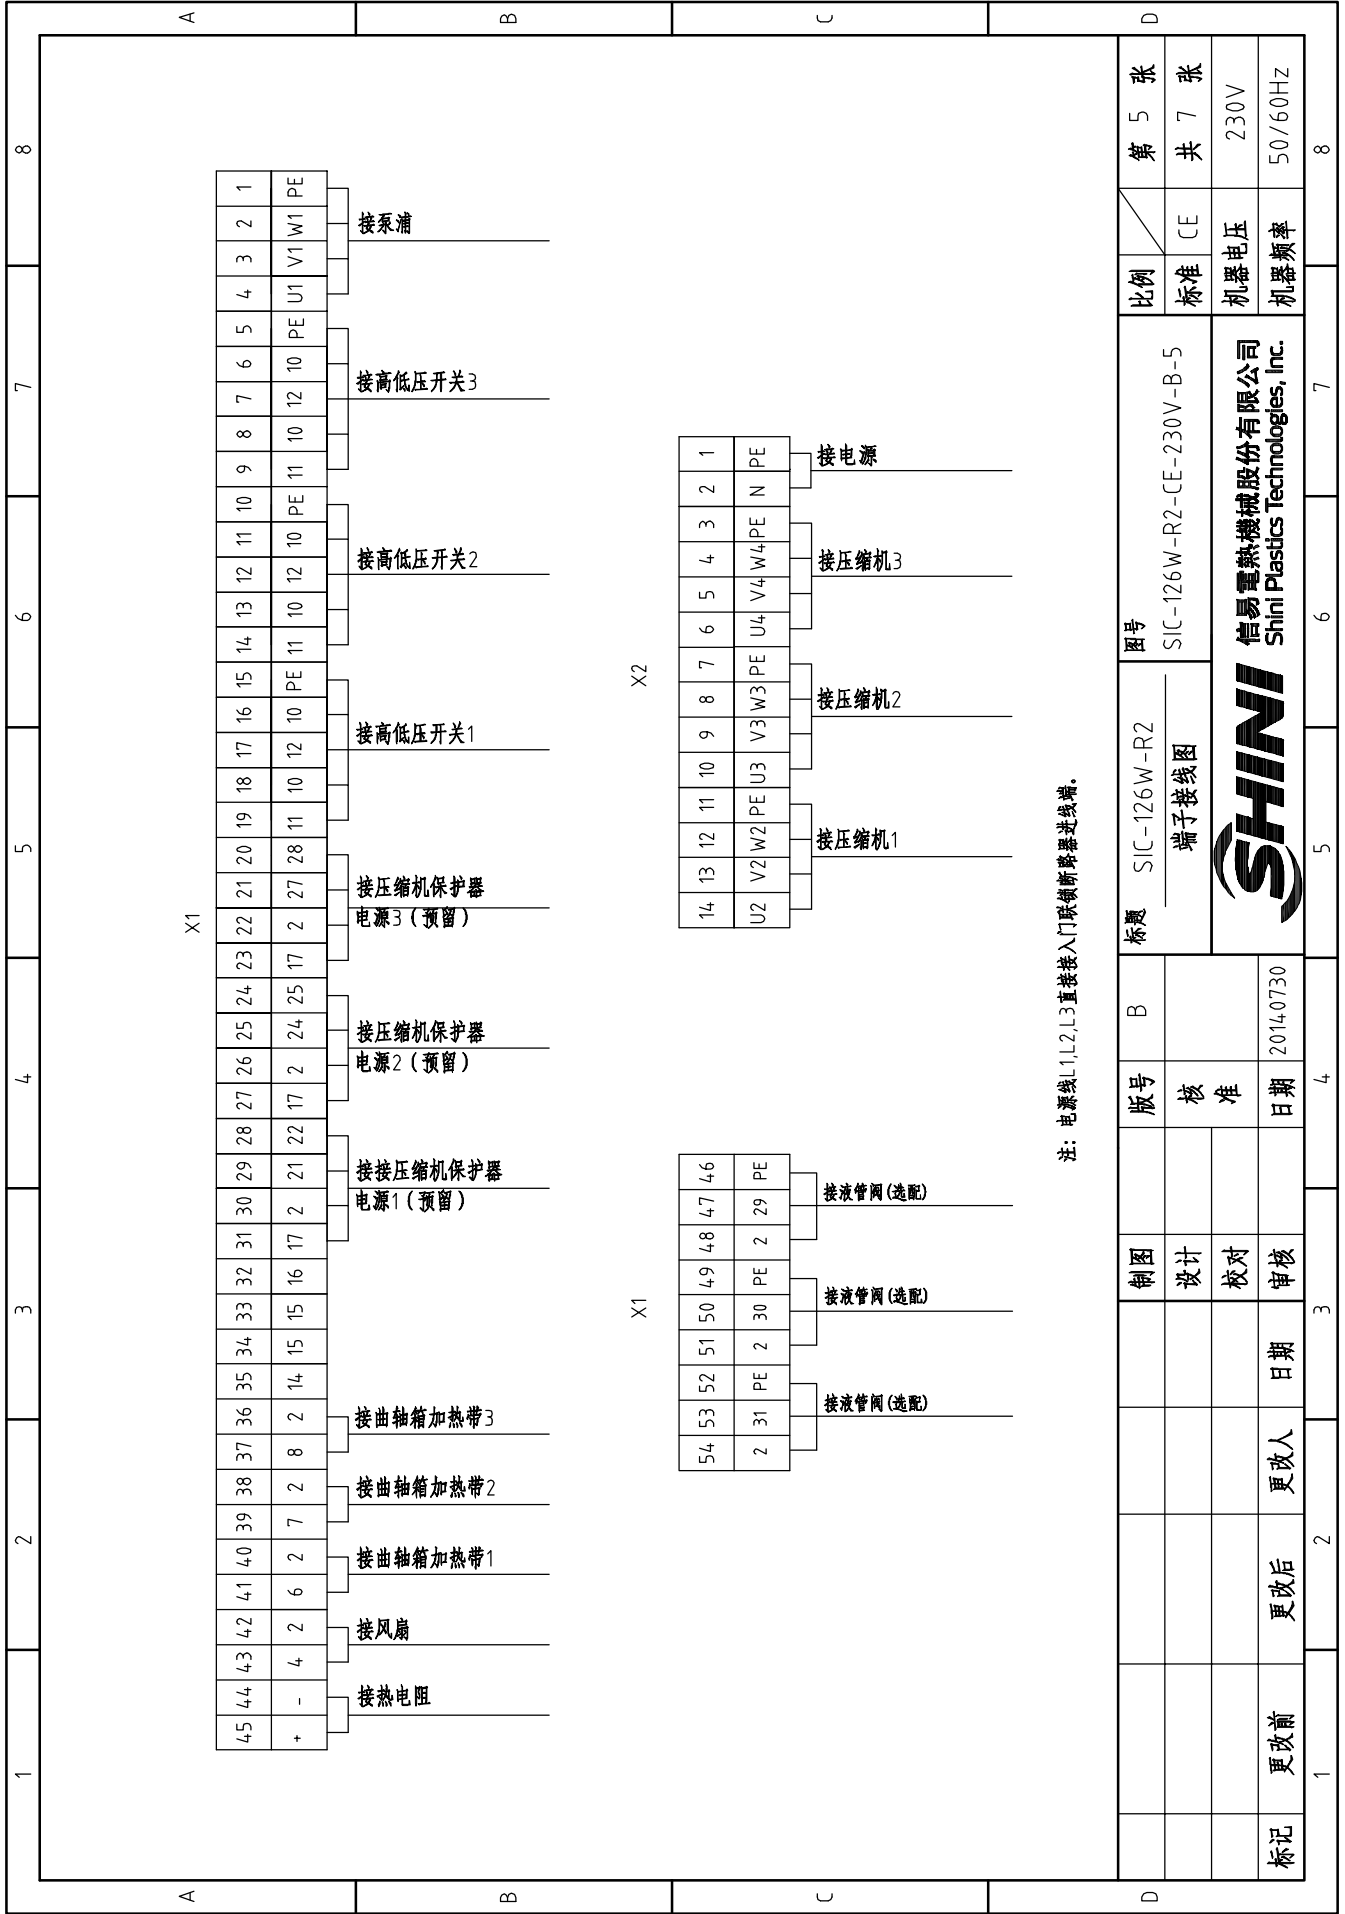 1 2 3 4 5 6 7 8
A
B
C
D
X1
45 44 43 42 41 40 39 38 37 36 35 34 33 32 31 30 29 28 27 26 25 24 23 22 21 20 19 18 17 16 15 14 13 12 11 10 9 8 7 6 5 4 3 2 1
+ - 4 2 6 2 7 2 8 2 14 15 15 16 17 2 21 22 17 2 24 25 17 2 27 28 11 10 12 10 PE 11 10 12 10 PE 11 10 12 10 PE U1 V1 W1 PE
接热电阻
接风扇
接曲轴箱加热带1
接曲轴箱加热带2
接曲轴箱加热带3
接接压缩机保护器
电源1(预留)
接压缩机保护器
电源2(预留)
接压缩机保护器
电源3(预留)
接高低压开关1
接高低压开关2
接高低压开关3
接泵浦
X1
54 53 52 51 50 49 48 47 46
2 31 PE 2 30 PE 2 29 PE
接液管阀(选配)
接液管阀(选配)
接液管阀(选配)
X2
14 13 12 11 10 9 8 7 6 5 4 3 2 1
U2 V2 W2 PE U3 V3 W3 PE U4 V4 W4 PE N PE
接压缩机1
接压缩机2
接压缩机3
接电源
注: 电源线L1,L2,L3直接接入门联锁断路器进线端。
标记 更改前 更改后 更改人 日期
制图
设计
校对
审核
版号 B
核准
日期 20140730
标题
SIC-126W-R2
端子接线图
图号
SIC-126W-R2-CE-230V-B-5
SHINI
信易電熱機械股份有限公司
Shini Plastics Technologies, Inc.
比例
第 5 张
标准 CE
共 7 张
机器电压 230V
机器频率 50/60Hz
A
B
C
D
1 2 3 4 5 6 7 8